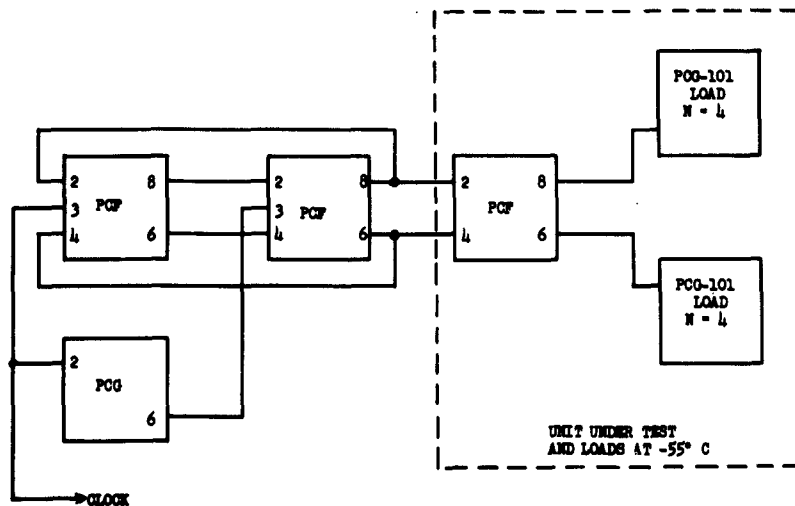 PCG-101
LOAD
N = 4
2 8
3 PCF
4 6
2 8
3 PCF
4 6
2 8
PCF
4 6
PCG-101
LOAD
N = 4
2
PCG
6
UNIT UNDER TEST
AND LOADS AT -55° C
CLOCK